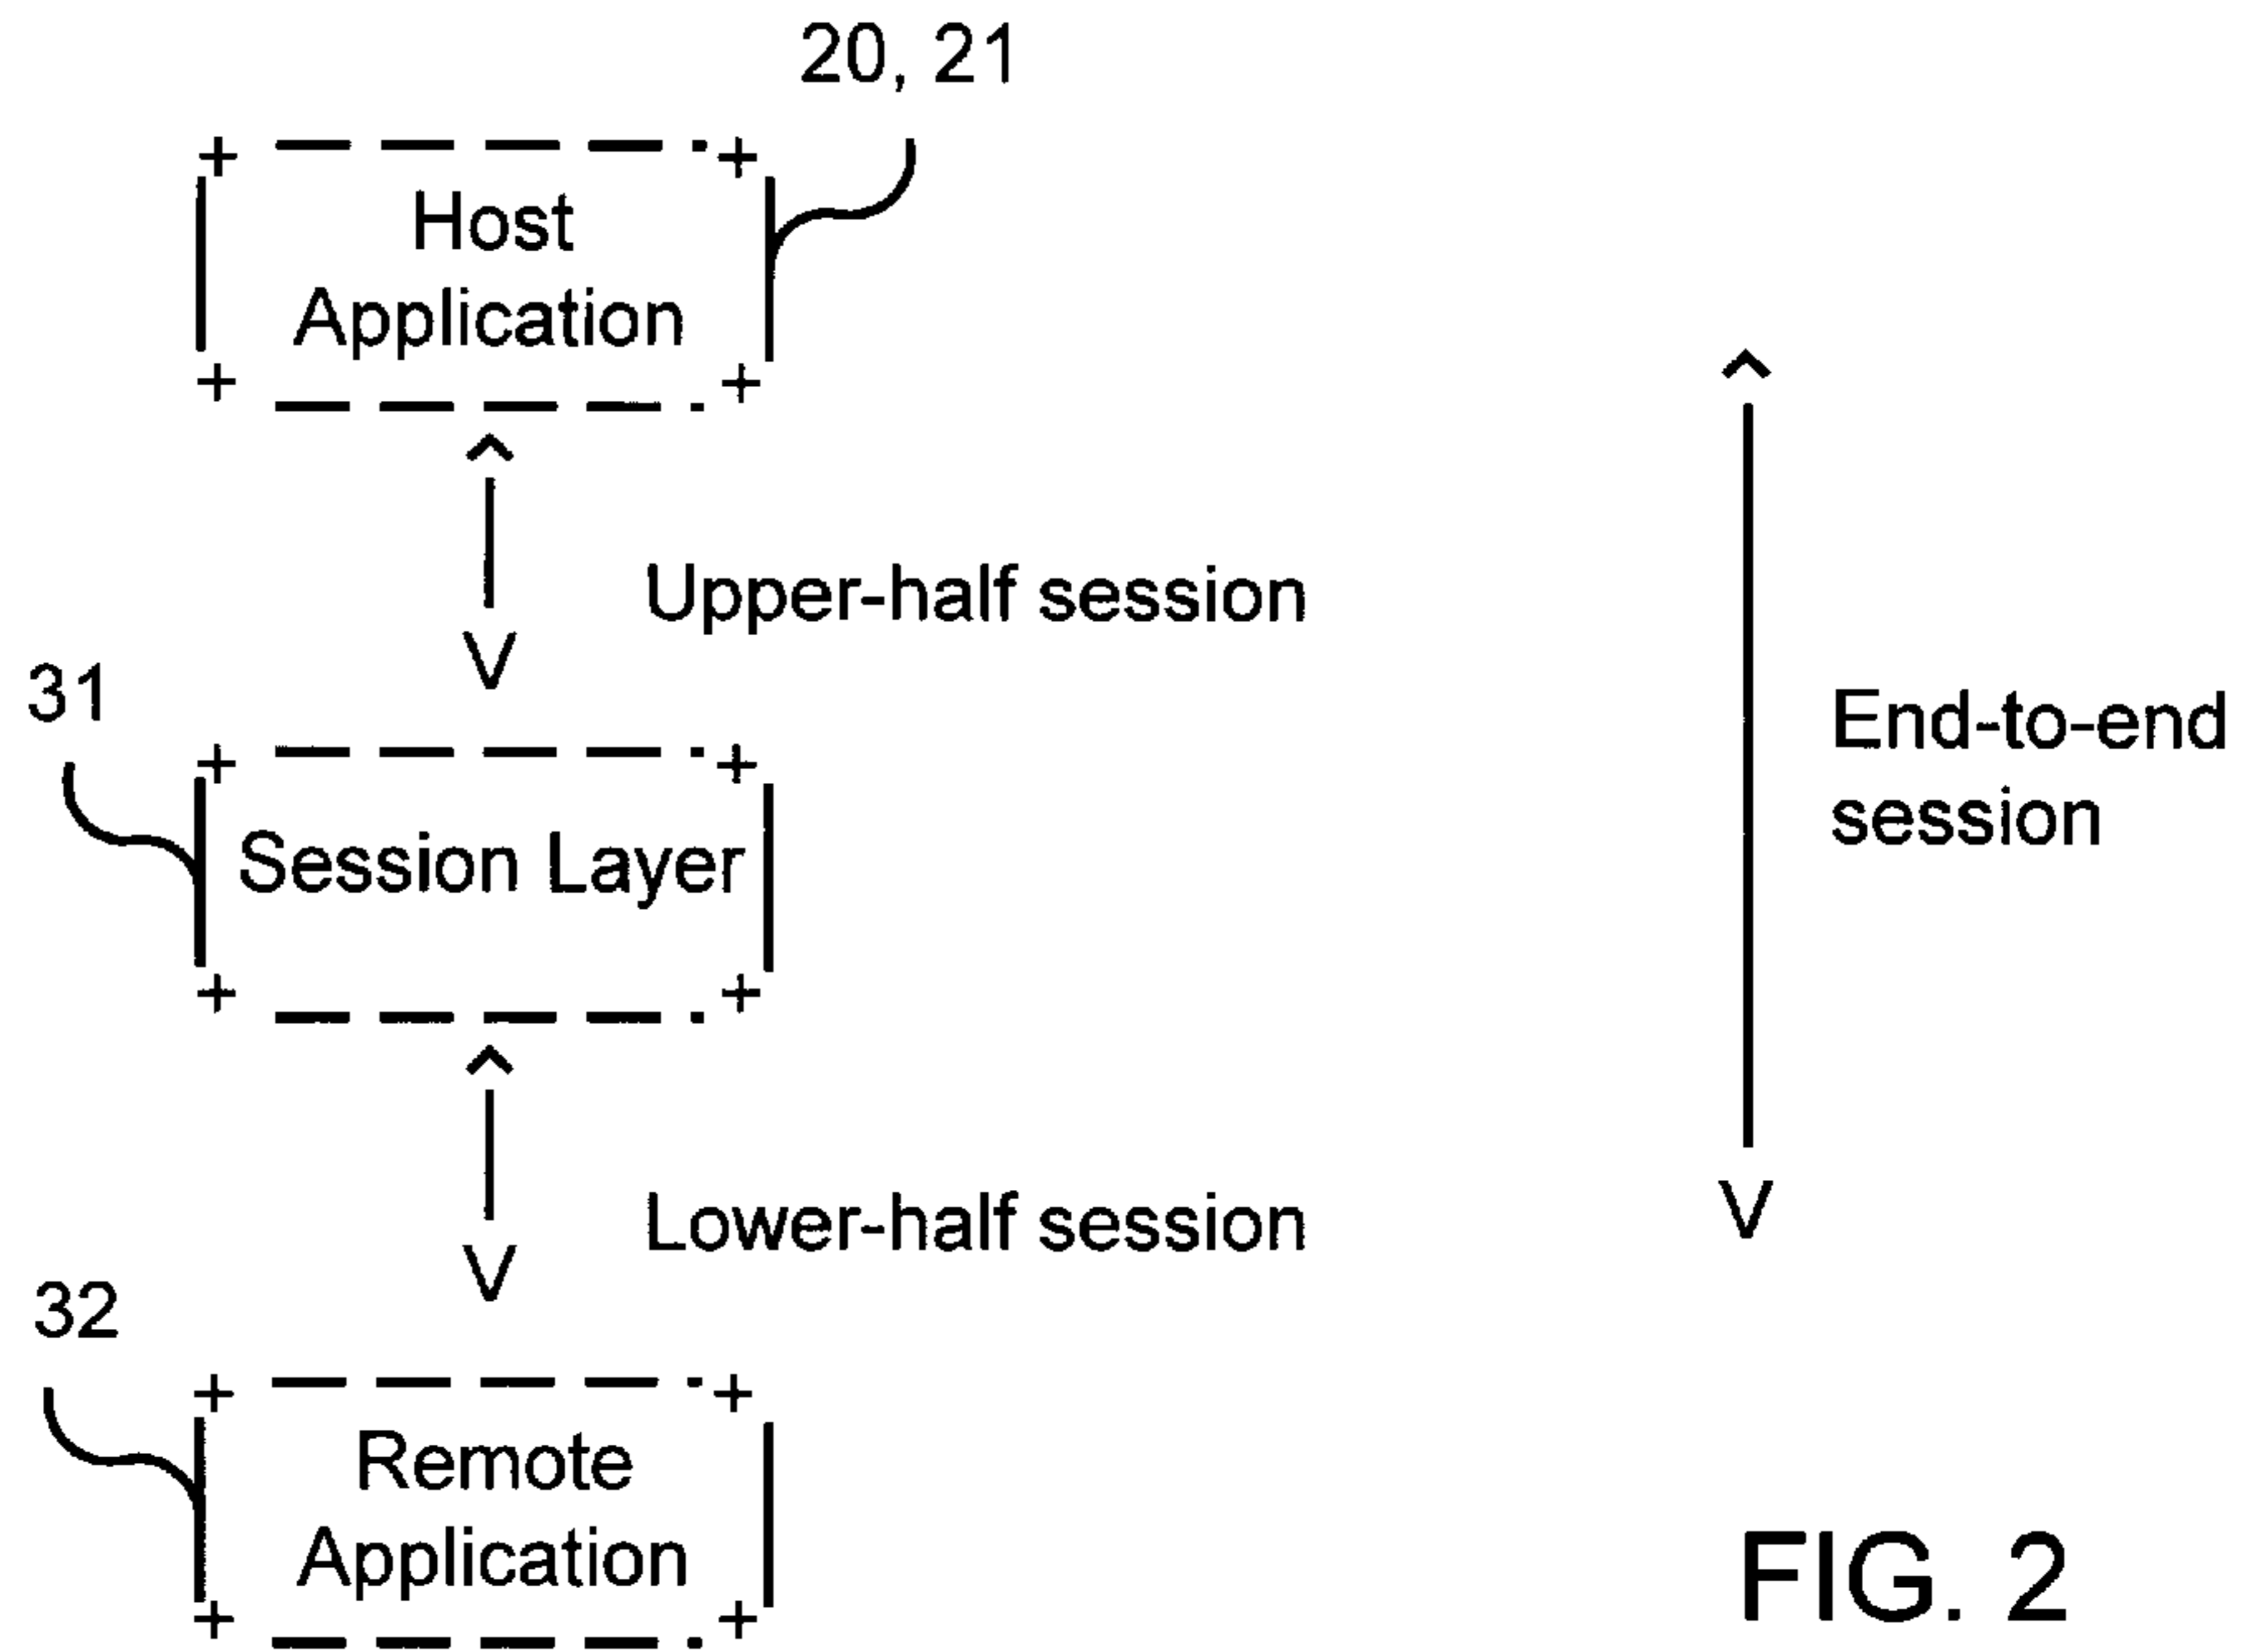 20, 21
Host
Application
Upper-half session
31
End-to-end
session
Session Layer
Lower-half session
32
Remote
Application
FIG. 2